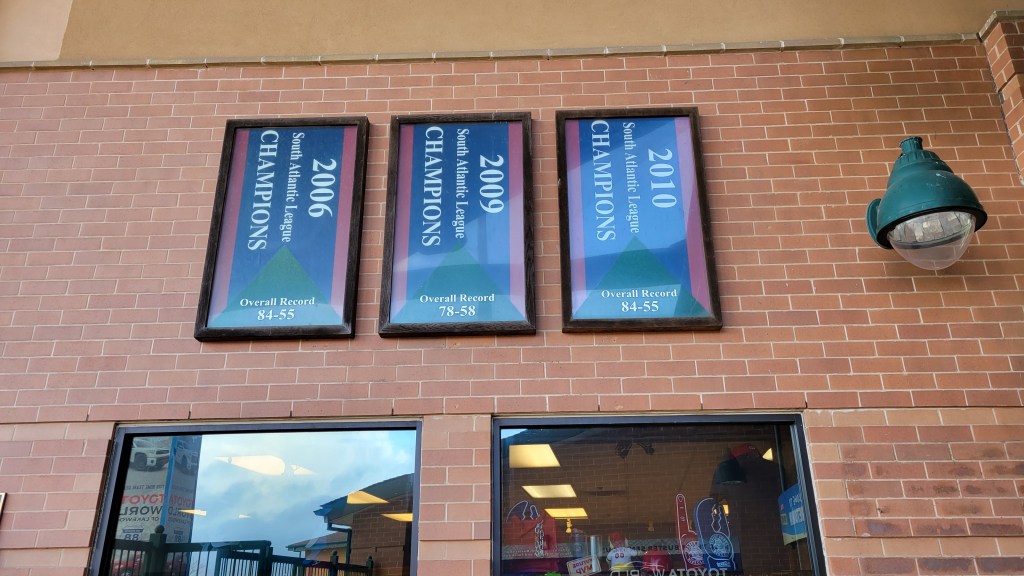 2006
South Atlantic League
CHAMPIONS
Overall Record
84-55
2009
South Atlantic League
CHAMPIONS
Overall Record
78-58
2010
South Atlantic League
CHAMPIONS
Overall Record
84-55